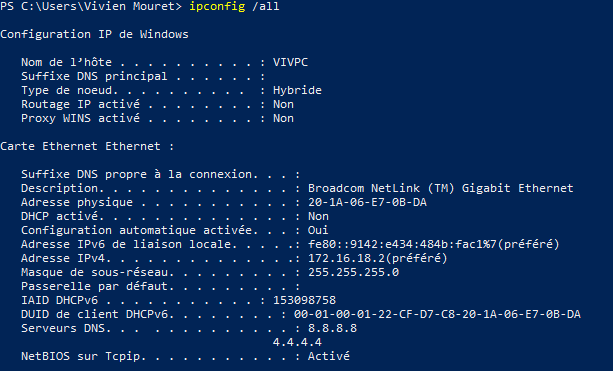 PS C:\Users\Vivien Mouret> ipconfig /all
Configuration IP de Windows
Nom de l’hôte . . . . . . . . . . : VIVPC
Suffixe DNS principal . . . . . . :
Type de noeud. . . . . . . . . . : Hybride
Routage IP activé . . . . . . . . : Non
Proxy WINS activé . . . . . . . . : Non
Carte Ethernet Ethernet :
Suffixe DNS propre à la connexion. . . :
Description. . . . . . . . . . . . . . : Broadcom NetLink (TM) Gigabit Ethernet
Adresse physique . . . . . . . . . . . : 20-1A-06-E7-0B-DA
DHCP activé. . . . . . . . . . . . . . : Non
Configuration automatique activée. . . : Oui
Adresse IPv6 de liaison locale. . . . .: fe80::9142:e434:484b:fac1%7(préféré)
Adresse IPv4. . . . . . . . . . . . . .: 172.16.18.2(préféré)
Masque de sous-réseau. . . . . . . . . : 255.255.255.0
Passerelle par défaut. . . . . . . . . :
IAID DHCPv6 . . . . . . . . . . . : 153098758
DUID de client DHCPv6. . . . . . . . : 00-01-00-01-22-CF-D7-C8-20-1A-06-E7-0B-DA
Serveurs DNS. . . . . . . . . . . . . : 8.8.8.8
4.4.4.4
NetBIOS sur Tcpip. . . . . . . . . . . : Activé